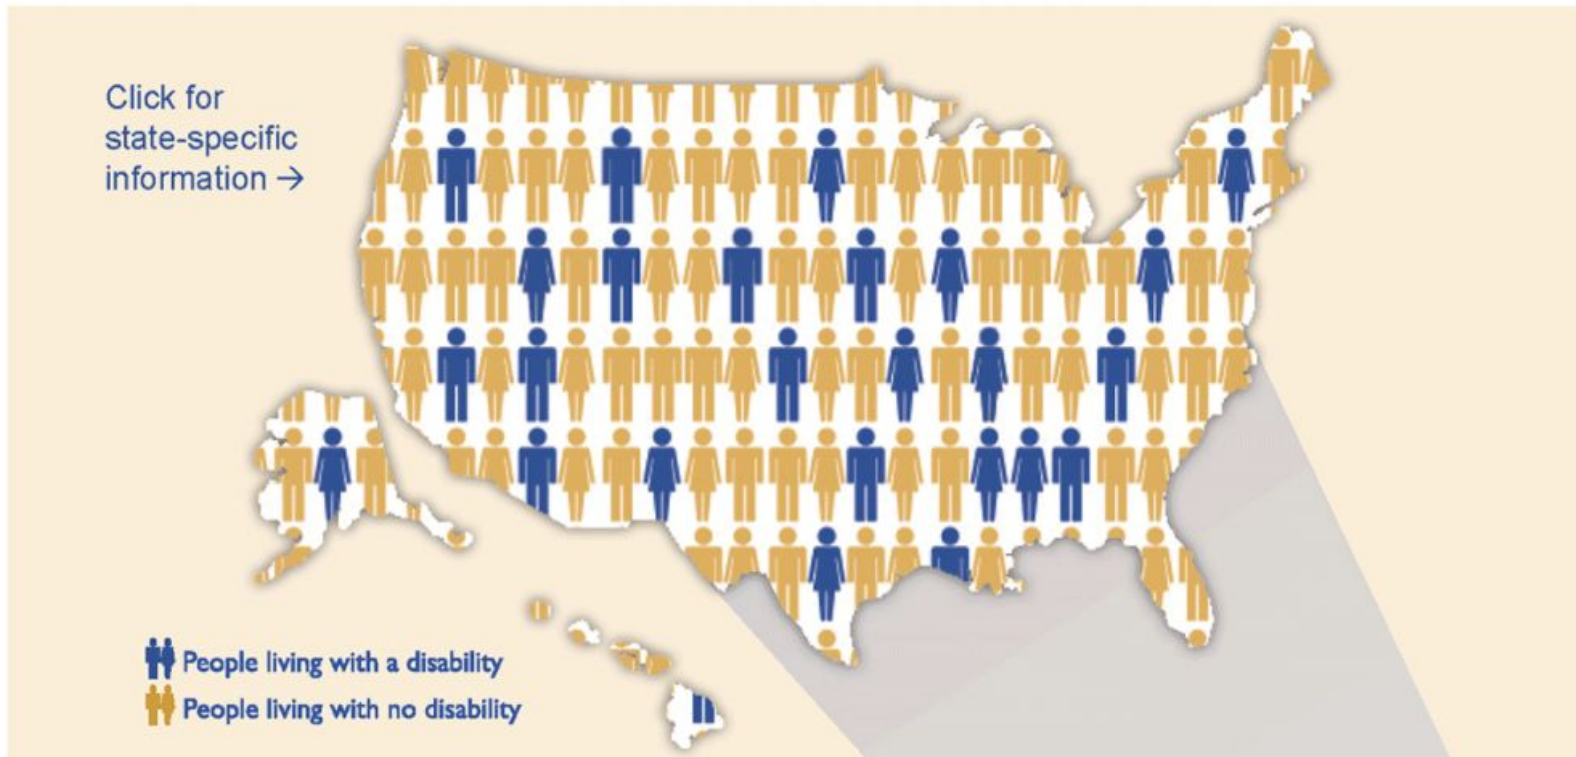 Click for
state-specific
information →
People living with a disability
People living with no disability